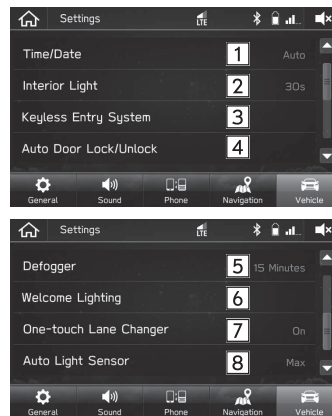 Settings
LTE
Time/Date 1 Auto
Interior Light 2 30s
Keyless Entry System 3
Auto Door Lock/Unlock 4
General Sound Phone Navigation Vehicle
Settings
LTE
Defogger 5 15 Minutes
Welcome Lighting 6
One-touch Lane Changer 7 On
Auto Light Sensor 8 Max
General Sound Phone Navigation Vehicle